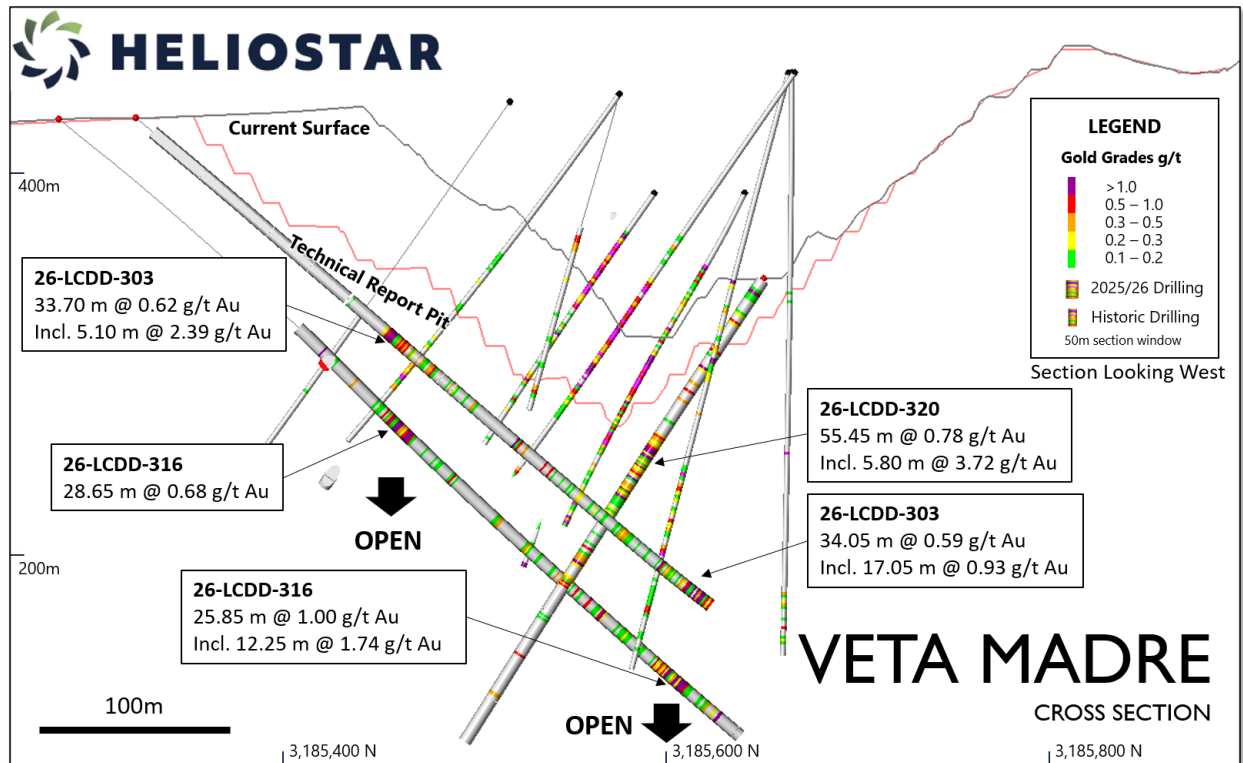 HELIOSTAR
Current Surface
400m
Technical Report Pit
LEGEND
Gold Grades g/t
>1.0
0.5 – 1.0
0.3 – 0.5
0.2 – 0.3
0.1 – 0.2
2025/26 Drilling
Historic Drilling
50m section window
Section Looking West
26-LCDD-303
33.70 m @ 0.62 g/t Au
Incl. 5.10 m @ 2.39 g/t Au
26-LCDD-316
28.65 m @ 0.68 g/t Au
OPEN
26-LCDD-320
55.45 m @ 0.78 g/t Au
Incl. 5.80 m @ 3.72 g/t Au
26-LCDD-303
34.05 m @ 0.59 g/t Au
Incl. 17.05 m @ 0.93 g/t Au
200m
26-LCDD-316
25.85 m @ 1.00 g/t Au
Incl. 12.25 m @ 1.74 g/t Au
VETA MADRE
CROSS SECTION
100m
OPEN
3,185,400 N
3,185,600 N
3,185,800 N